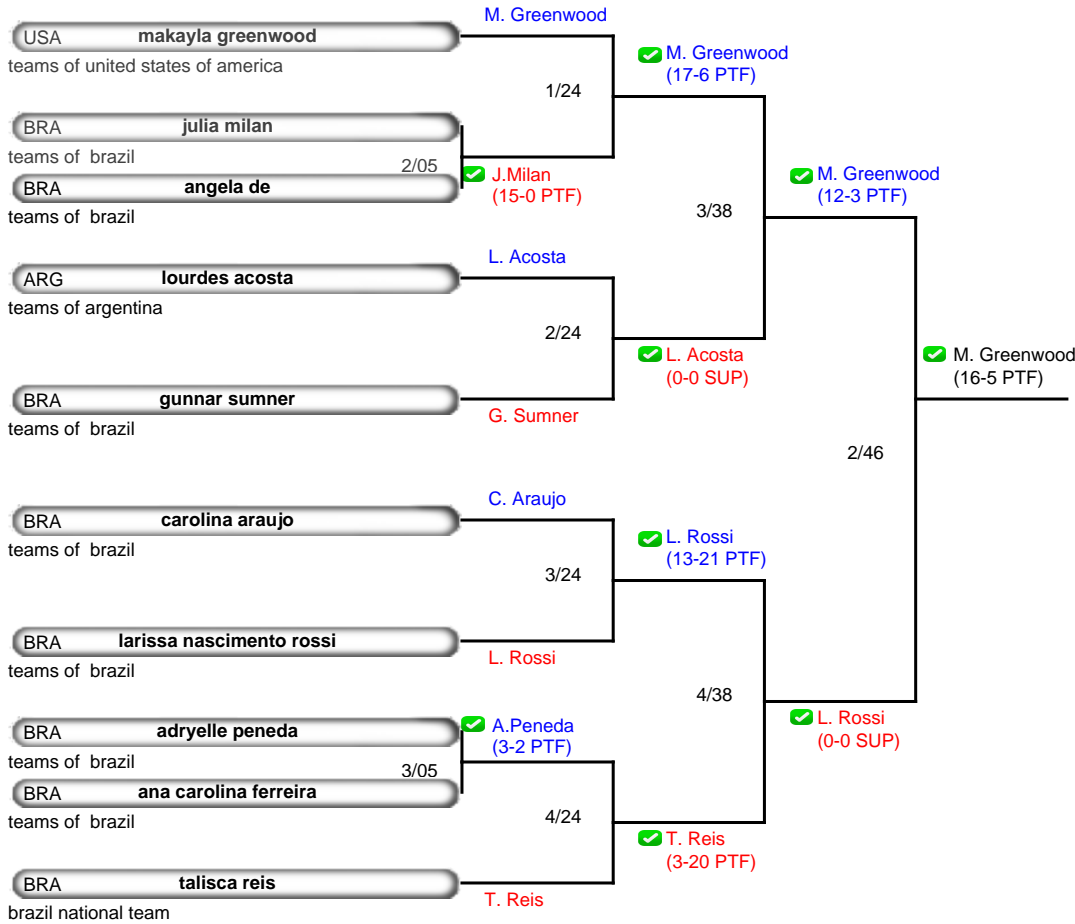 M. Greenwood
USA makayla greenwood
teams of united states of america
M. Greenwood
(17-6 PTF)
1/24
BRA julia milan
teams of  brazil
2/05
J.Milan
(15-0 PTF)
BRA angela de
teams of  brazil
M. Greenwood
(12-3 PTF)
3/38
L. Acosta
ARG lourdes acosta
teams of argentina
2/24
L. Acosta
(0-0 SUP)
M. Greenwood
(16-5 PTF)
BRA gunnar sumner
G. Sumner
teams of  brazil
2/46
C. Araujo
BRA carolina araujo
teams of  brazil
L. Rossi
(13-21 PTF)
3/24
BRA larissa nascimento rossi
L. Rossi
teams of  brazil
4/38
L. Rossi
(0-0 SUP)
BRA adryelle peneda
A.Peneda
(3-2 PTF)
teams of  brazil
3/05
BRA ana carolina ferreira
teams of  brazil
4/24
T. Reis
(3-20 PTF)
BRA talisca reis
T. Reis
brazil national team